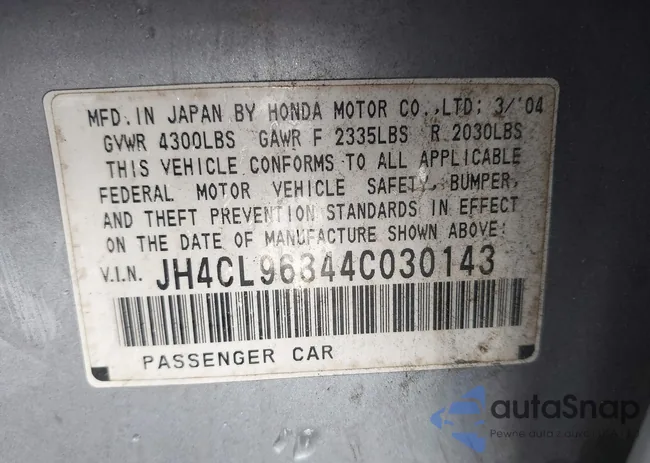 MFD. IN JAPAN BY HONDA MOTOR CO., LTD: 3/'04
GVWR 4300LBS GAWR F 2335LBS R 2030LBS
THIS VEHICLE CONFORMS TO ALL APPLICABLE
FEDERAL MOTOR VEHICLE SAFETY, BUMPER,
AND THEFT PREVENTION STANDARDS IN EFFECT
ON THE DATE OF MANUFACTURE SHOWN ABOVE:
V.I.N. JH4CL96844C030143
PASSENGER CAR
autaSnap
Pewne auta z